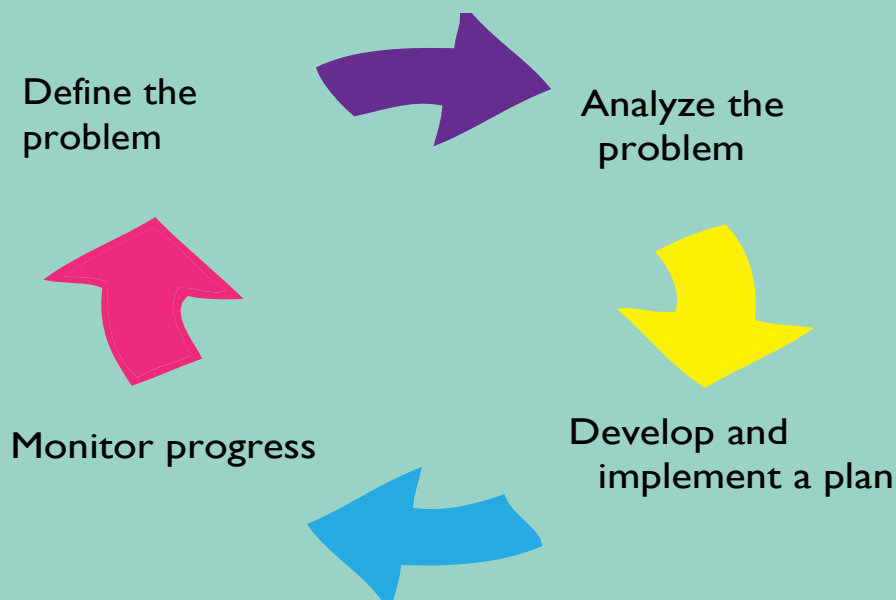 Define the
problem
Analyze the
problem
Develop and
implement a plan
Monitor progress